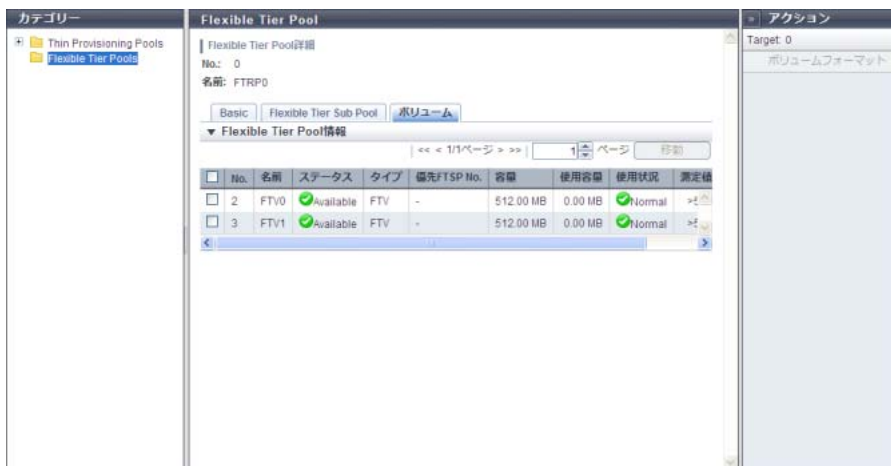 カテゴリー
Thin Provisioning Pools
Flexible Tier Pools
Flexible Tier Pool
Flexible Tier Pool詳細
No.: 0
名前: FTRP0
Basic Flexible Tier Sub Pool ボリューム
▼ Flexible Tier Pool情報
| << < 1/1ページ > >> | 1 ページ 移動
No. 名前 ステータス タイプ 優先FTSP No. 容量 使用容量 使用状況 測定値
2 FTV0 Available FTV - 512.00 MB 0.00 MB Normal
3 FTV1 Available FTV - 512.00 MB 0.00 MB Normal
» アクション
Target: 0
ボリュームフォーマット